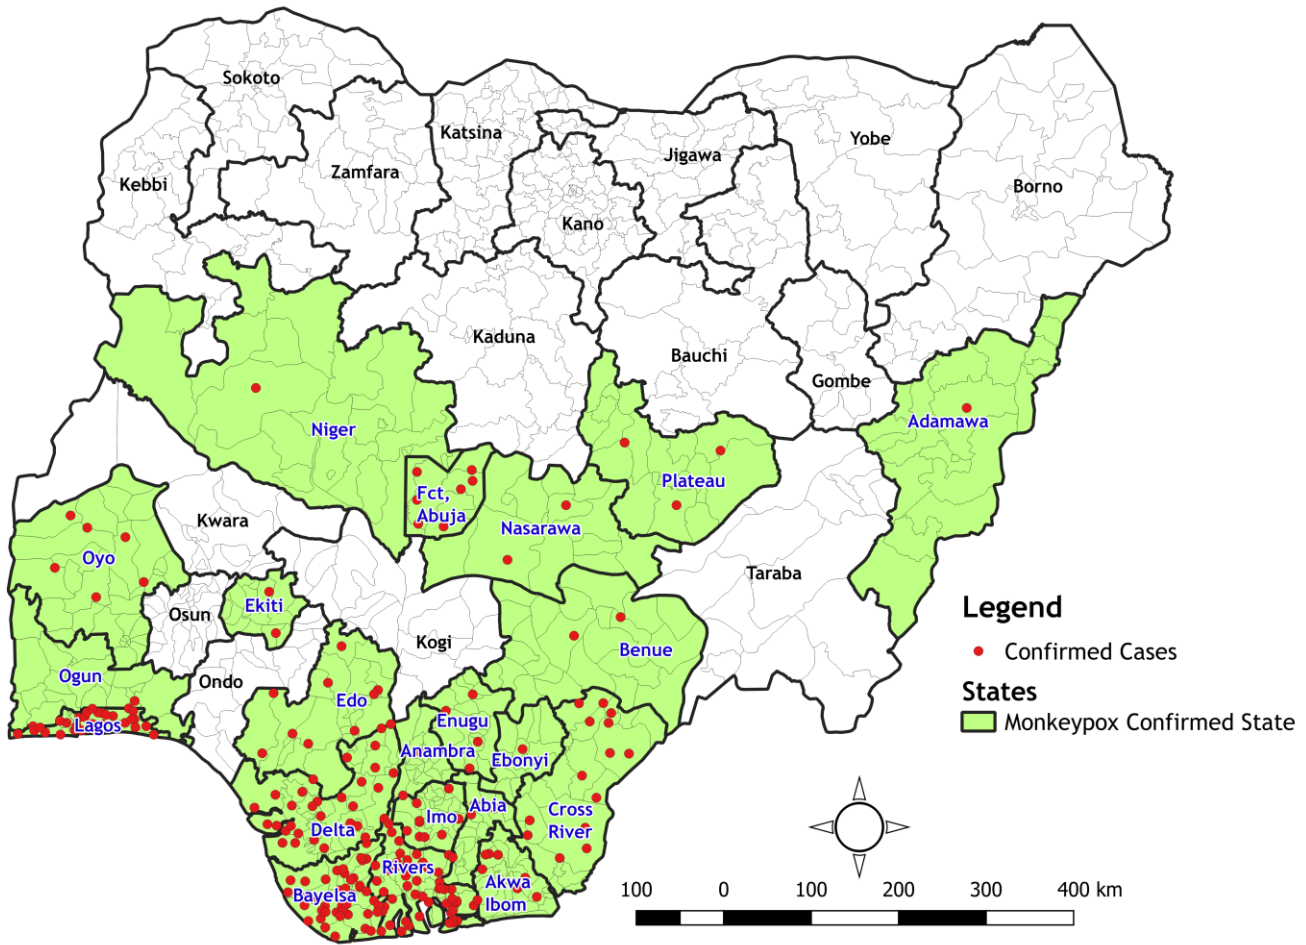 Sokoto
Katsina
Yobe
Jigawa
Zamfara
Kebbi
Borno
Kano
Kaduna
Bauchi
Gombe
Adamawa
Niger
Plateau
Fct,
Abuja
Kwara
Nasarawa
Oyo
Taraba
Ekiti
Osun
Kogi
Benue
Ogun
Ondo
Edo
Enugu
Lagos
Anambra
Ebonyi
Abia
Cross
River
Imo
Delta
Rivers
Akwa
Ibom
Bayelsa
Legend
Confirmed Cases
States
Monkeypox Confirmed State
100 0 100 200 300 400 km